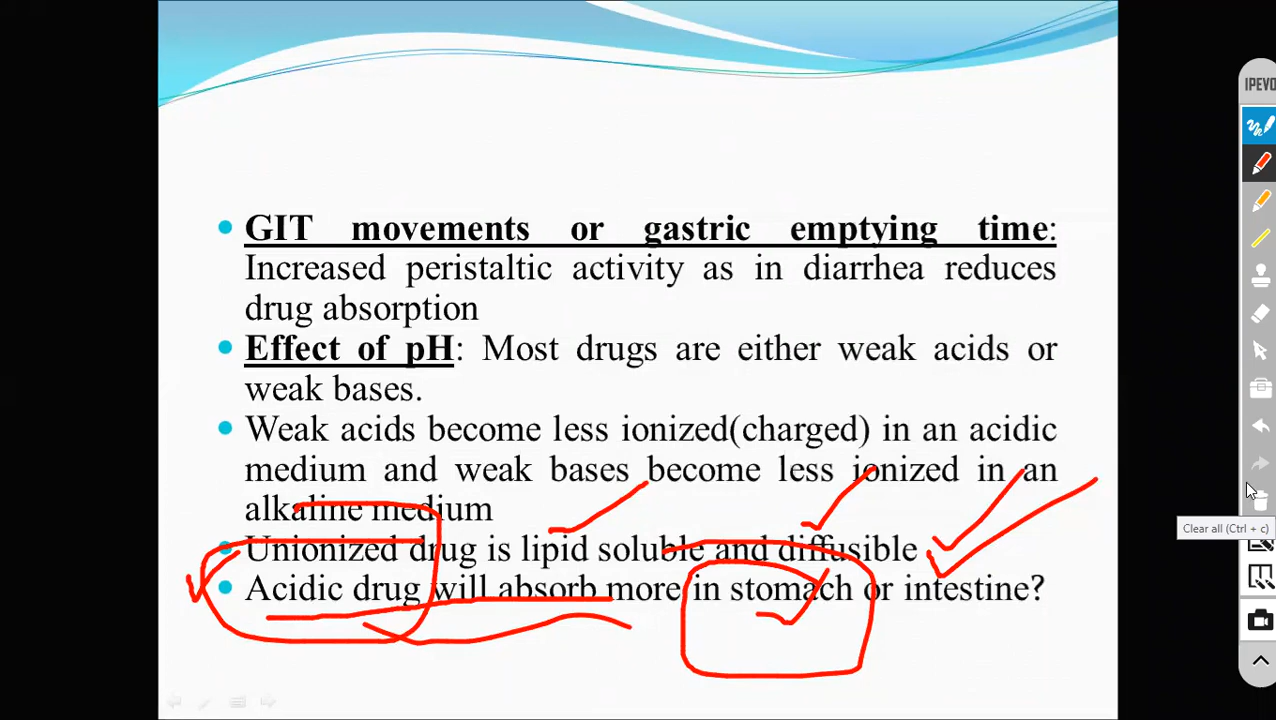 IPEVO
GIT movements or gastric emptying time:
Increased peristaltic activity as in diarrhea reduces
drug absorption
Effect of pH: Most drugs are either weak acids or
weak bases.
Weak acids become less ionized(charged) in an acidic
medium and weak bases become less ionized in an
alkaline medium
Unionized drug is lipid soluble and diffusible
Acidic drug will absorb more in stomach or intestine?
Clear all (Ctrl + c)